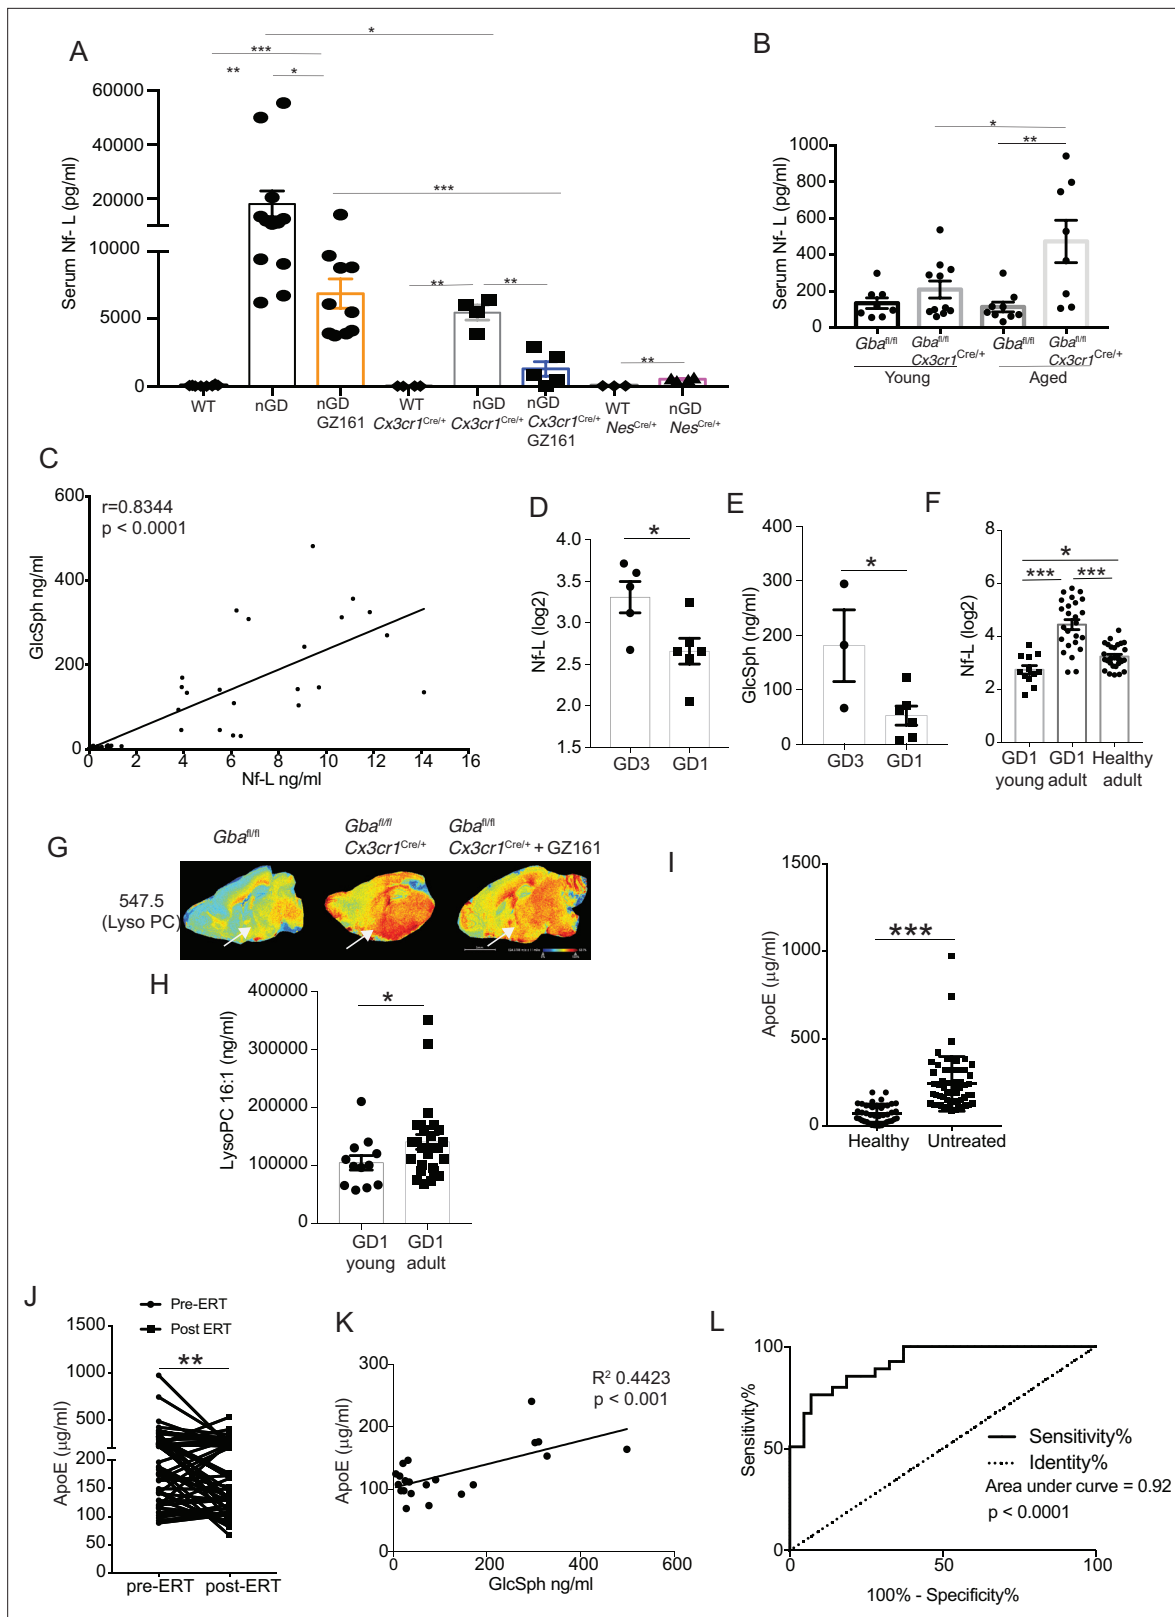 A
*
***
** *
60000
40000
20000
10000
5000
0
Serum Nf- L (pg/ml)
***
** **
**
WT
nGD
nGD
GZ161
WT
Cx3cr1Cre/+
nGD
Cx3cr1Cre/+
nGD
Cx3cr1Cre/+
GZ161
WT
NesCre/+
nGD
NesCre/+
B
*
**
1000
800
600
400
200
0
Serum Nf- L (pg/ml)
Gbafl/fl
Gbafl/fl
Cx3cr1Cre/+
Gbafl/fl
Gbafl/fl
Cx3cr1Cre/+
Young
Aged
C
600
400
200
0
GlcSph ng/ml
r=0.8344
p < 0.0001
0 2 4 6 8 10 12 14 16
Nf-L ng/ml
D
*
4.0
3.5
3.0
2.5
2.0
1.5
Nf-L (log2)
GD3 GD1
E
*
400
300
200
100
0
GlcSph (ng/ml)
GD3 GD1
F
*
*** ***
8
6
4
2
0
Nf-L (log2)
GD1
young
GD1
adult
Healthy
adult
G
Gbafl/fl
Gbafl/fl
Cx3cr1Cre/+
Gbafl/fl
Cx3cr1Cre/+ + GZ161
547.5
(Lyso PC)
H
*
400000
300000
200000
100000
0
LysoPC 16:1 (ng/ml)
GD1
young
GD1
adult
I
***
1500
1000
500
0
ApoE (µg/ml)
Healthy Untreated
J
Pre-ERT
Post ERT
**
1500
1000
500
200
150
100
50
0
ApoE (µg/ml)
pre-ERT post-ERT
K
300
200
100
0
ApoE (µg/ml)
R2 0.4423
p < 0.001
0 200 400 600
GlcSph ng/ml
L
100
50
0
Sensitivity%
Sensitivity%
Identity%
Area under curve = 0.92
p < 0.0001
0 50 100
100% - Specificity%